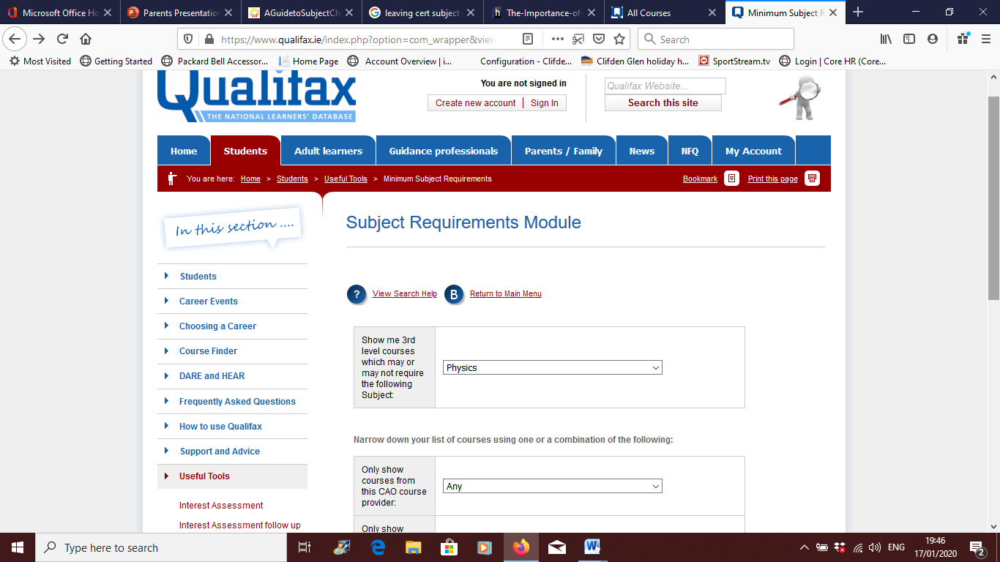 Microsoft Office Ho
Parents Presentation
AGuidetoSubjectCh
leaving cert subject
The-Importance-of-
All Courses
Minimum Subject R
https://www.qualifax.ie/index.php?option=com_wrapper&view
Search
Most Visited
Getting Started
Packard Bell Accessor...
Home Page
Account Overview | i...
Configuration - Clifde...
Clifden Glen holiday h...
SportStream.tv
Login | Core HR (Core...
Qualifax
THE NATIONAL LEARNERS' DATABASE
You are not signed in
Create new account | Sign In
Qualifax Website...
Search this site
Home
Students
Adult learners
Guidance professionals
Parents / Family
News
NFQ
My Account
You are here: Home > Students > Useful Tools > Minimum Subject Requirements
Bookmark
Print this page
In this section ....
Students
Career Events
Choosing a Career
Course Finder
DARE and HEAR
Frequently Asked Questions
How to use Qualifax
Support and Advice
Useful Tools
Interest Assessment
Interest Assessment follow up
Subject Requirements Module
? View Search Help
B Return to Main Menu
Show me 3rd
level courses
which may or
may not require
the following
Subject:
Physics
Narrow down your list of courses using one or a combination of the following:
Only show
courses from
this CAO course
provider:
Any
Only show
Type here to search
ENG
19:46
17/01/2020
2